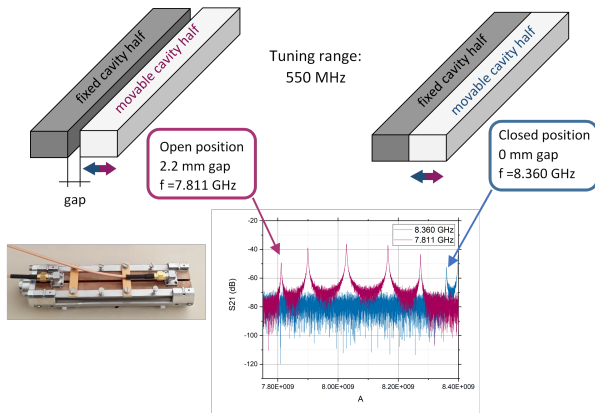 fixed cavity half
movable cavity half
gap
Tuning range:
550 MHz
fixed cavity half
movable cavity half
Open position
2.2 mm gap
f =7.811 GHz
Closed position
0 mm gap
f =8.360 GHz
8.360 GHz
7.811 GHz
S21 (dB)
-20
-40
-60
-80
-100
-120
7.80E+009
8.00E+009
8.20E+009
8.40E+009
A